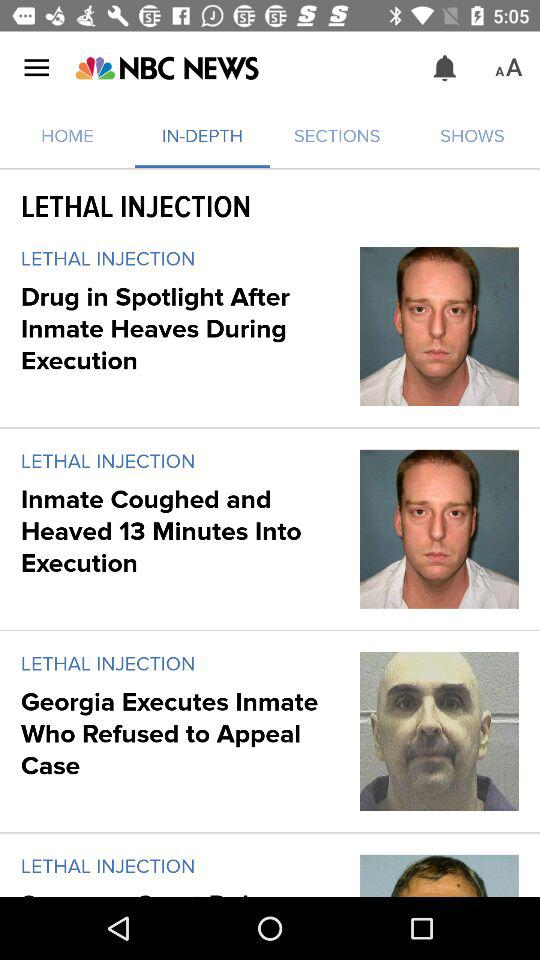 5:05
NBC NEWS
AA
HOME IN-DEPTH SECTIONS SHOWS
LETHAL INJECTION
LETHAL INJECTION
Drug in Spotlight After
Inmate Heaves During
Execution
LETHAL INJECTION
Inmate Coughed and
Heaved 13 Minutes Into
Execution
LETHAL INJECTION
Georgia Executes Inmate
Who Refused to Appeal
Case
LETHAL INJECTION